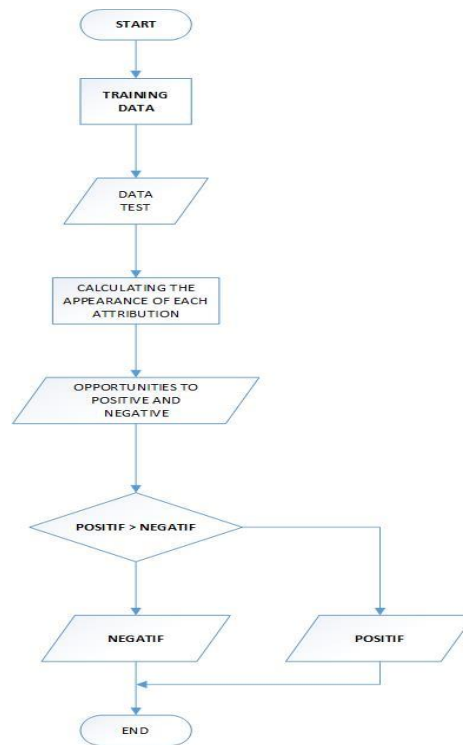 START
TRAINING
DATA
DATA
TEST
CALCULATING THE
APPEARANCE OF EACH
ATTRIBUTION
OPPORTUNITIES TO
POSITIVE AND
NEGATIVE
POSITIF > NEGATIF
NEGATIF
POSITIF
END